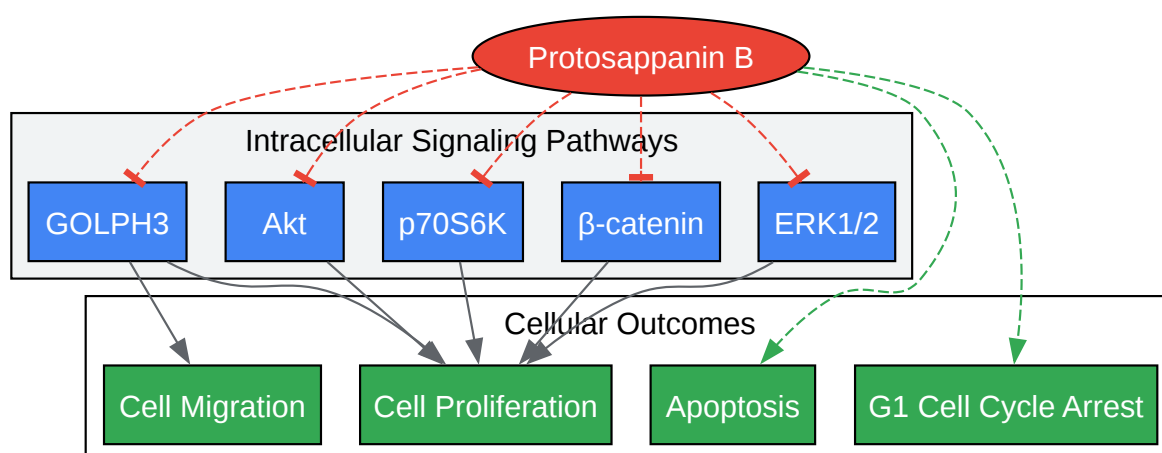 Protosappanin B
Intracellular Signaling Pathways
GOLPH3
Akt
p70S6K
β-catenin
ERK1/2
Cellular Outcomes
Cell Migration
Cell Proliferation
Apoptosis
G1 Cell Cycle Arrest